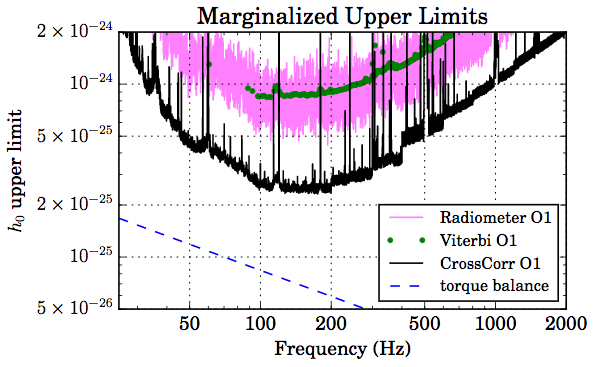 Marginalized Upper Limits
2 × 10⁻²⁴
10⁻²⁴
5 × 10⁻²⁵
2 × 10⁻²⁵
10⁻²⁵
5 × 10⁻²⁶
h₀ upper limit
Radiometer O1
Viterbi O1
CrossCorr O1
torque balance
50 100 200 500 1000 2000
Frequency (Hz)